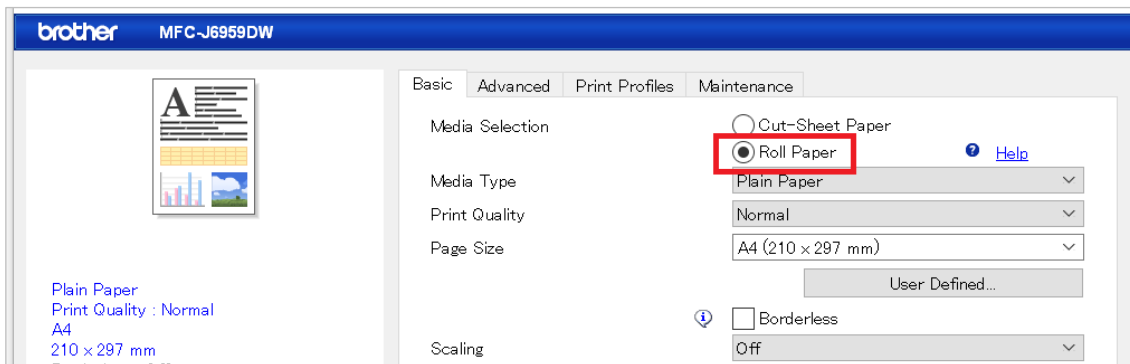 brother MFC-J6959DW
Basic Advanced Print Profiles Maintenance
Media Selection Cut-Sheet Paper
Roll Paper Help
Media Type Plain Paper
Print Quality Normal
Page Size A4 (210 × 297 mm)
User Defined...
Borderless
Scaling Off
A
Plain Paper
Print Quality : Normal
A4
210 × 297 mm